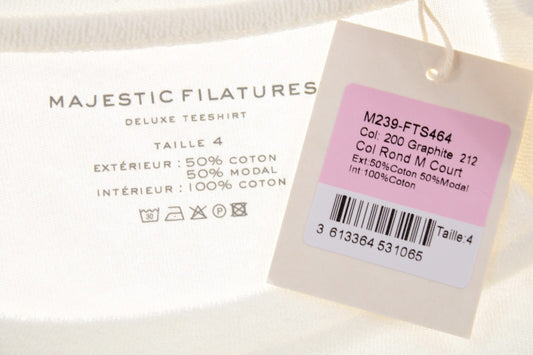 MAJESTIC FILATURES
DELUXE TEESHIRT
TAILLE 4
EXTÉRIEUR : 50% COTON
50% MODAL
INTÉRIEUR : 100% COTON
30
P
M239-FTS464
Col: 200 Graphite 212
Col Rond M Court
Ext:50%Coton 50%Modal
Int:100%Coton
Taille:4
3 613364 531065